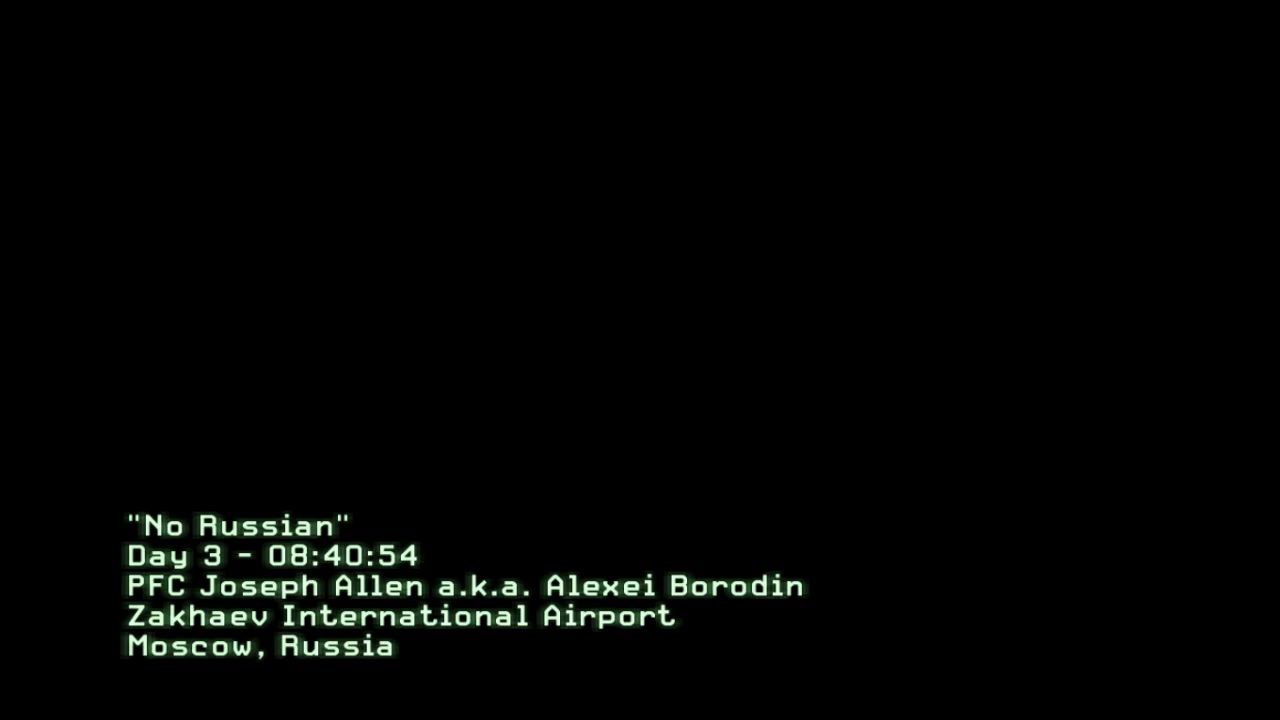 "No Russian"
Day 3 - 08:40:54
PFC Joseph Allen a.k.a. Alexei Borodin
Zakhaev International Airport
Moscow, Russia